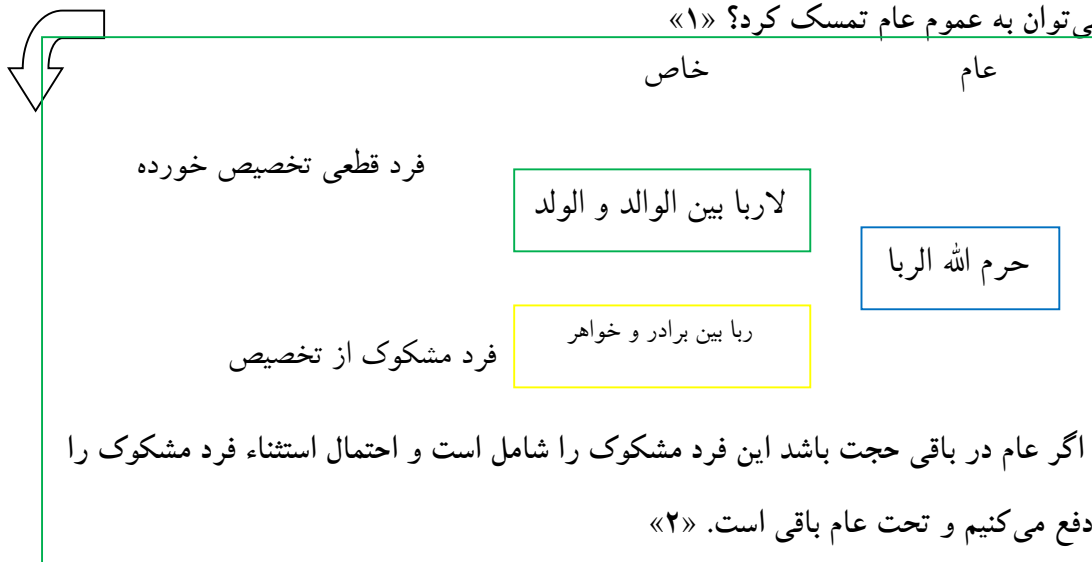 ی‌توان به عموم عام تمسک کرد؟ «۱»
عام خاص
فرد قطعی تخصیص خورده
لاربا بین الوالد و الولد
حرم الله الربا
ربا بین برادر و خواهر
فرد مشکوک از تخصیص
اگر عام در باقی حجت باشد این فرد مشکوک را شامل است و احتمال استثناء فرد مشکوک را
دفع می‌کنیم و تحت عام باقی است. «۲»